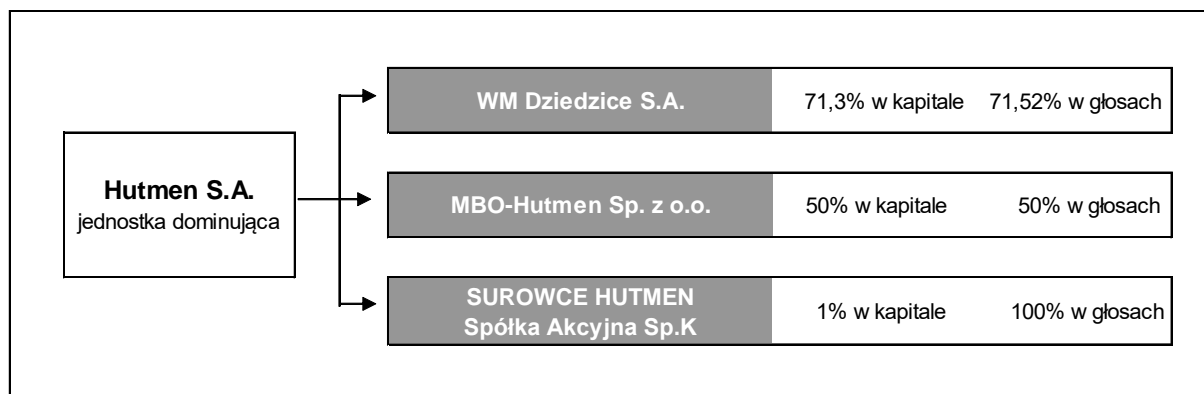 Hutmen S.A.
jednostka dominująca
WM Dziedzice S.A. 71,3% w kapitale 71,52% w głosach
MBO-Hutmen Sp. z o.o. 50% w kapitale 50% w głosach
SUROWCE HUTMEN
Spółka Akcyjna Sp.K
1% w kapitale 100% w głosach